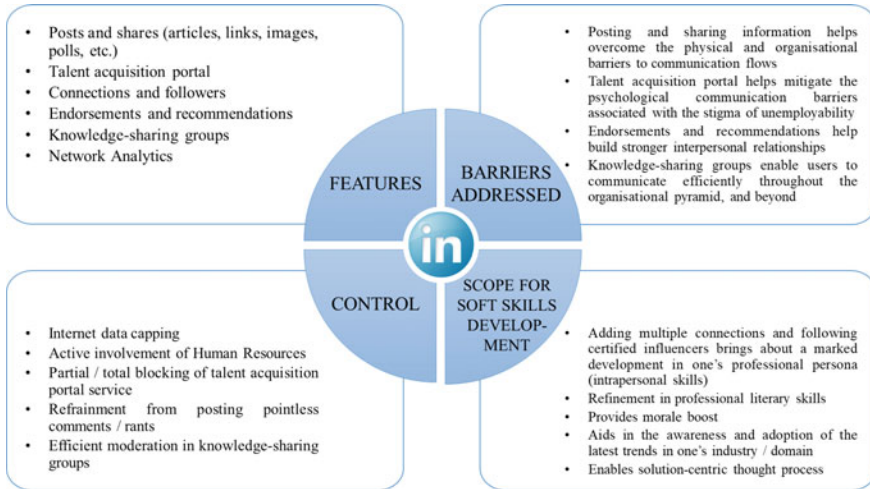 • Posts and shares (articles, links, images,
polls, etc.)
• Talent acquisition portal
• Connections and followers
• Endorsements and recommendations
• Knowledge-sharing groups
• Network Analytics
• Posting and sharing information helps
overcome the physical and organisational
barriers to communication flows
• Talent acquisition portal helps mitigate the
psychological communication barriers
associated with the stigma of unemployability
• Endorsements and recommendations help
build stronger interpersonal relationships
• Knowledge-sharing groups enable users to
communicate efficiently throughout the
organisational pyramid, and beyond
FEATURES
BARRIERS
ADDRESSED
in
CONTROL
SCOPE FOR
SOFT SKILLS
DEVELOP-
MENT
• Internet data capping
• Active involvement of Human Resources
• Partial / total blocking of talent acquisition
portal service
• Refrainment from posting pointless
comments / rants
• Efficient moderation in knowledge-sharing
groups
• Adding multiple connections and following
certified influencers brings about a marked
development in one's professional persona
(intrapersonal skills)
• Refinement in professional literary skills
• Provides morale boost
• Aids in the awareness and adoption of the
latest trends in one's industry / domain
• Enables solution-centric thought process